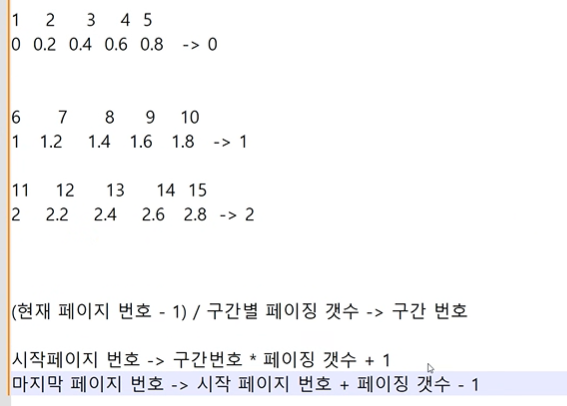 1 2 3 4 5
0 0.2 0.4 0.6 0.8 -> 0
6 7 8 9 10
1 1.2 1.4 1.6 1.8 -> 1
11 12 13 14 15
2 2.2 2.4 2.6 2.8 -> 2
(현재 페이지 번호 - 1) / 구간별 페이징 갯수 -> 구간 번호
시작페이지 번호 -> 구간번호 * 페이징 갯수 + 1
마지막 페이지 번호 -> 시작 페이지 번호 + 페이징 갯수 - 1